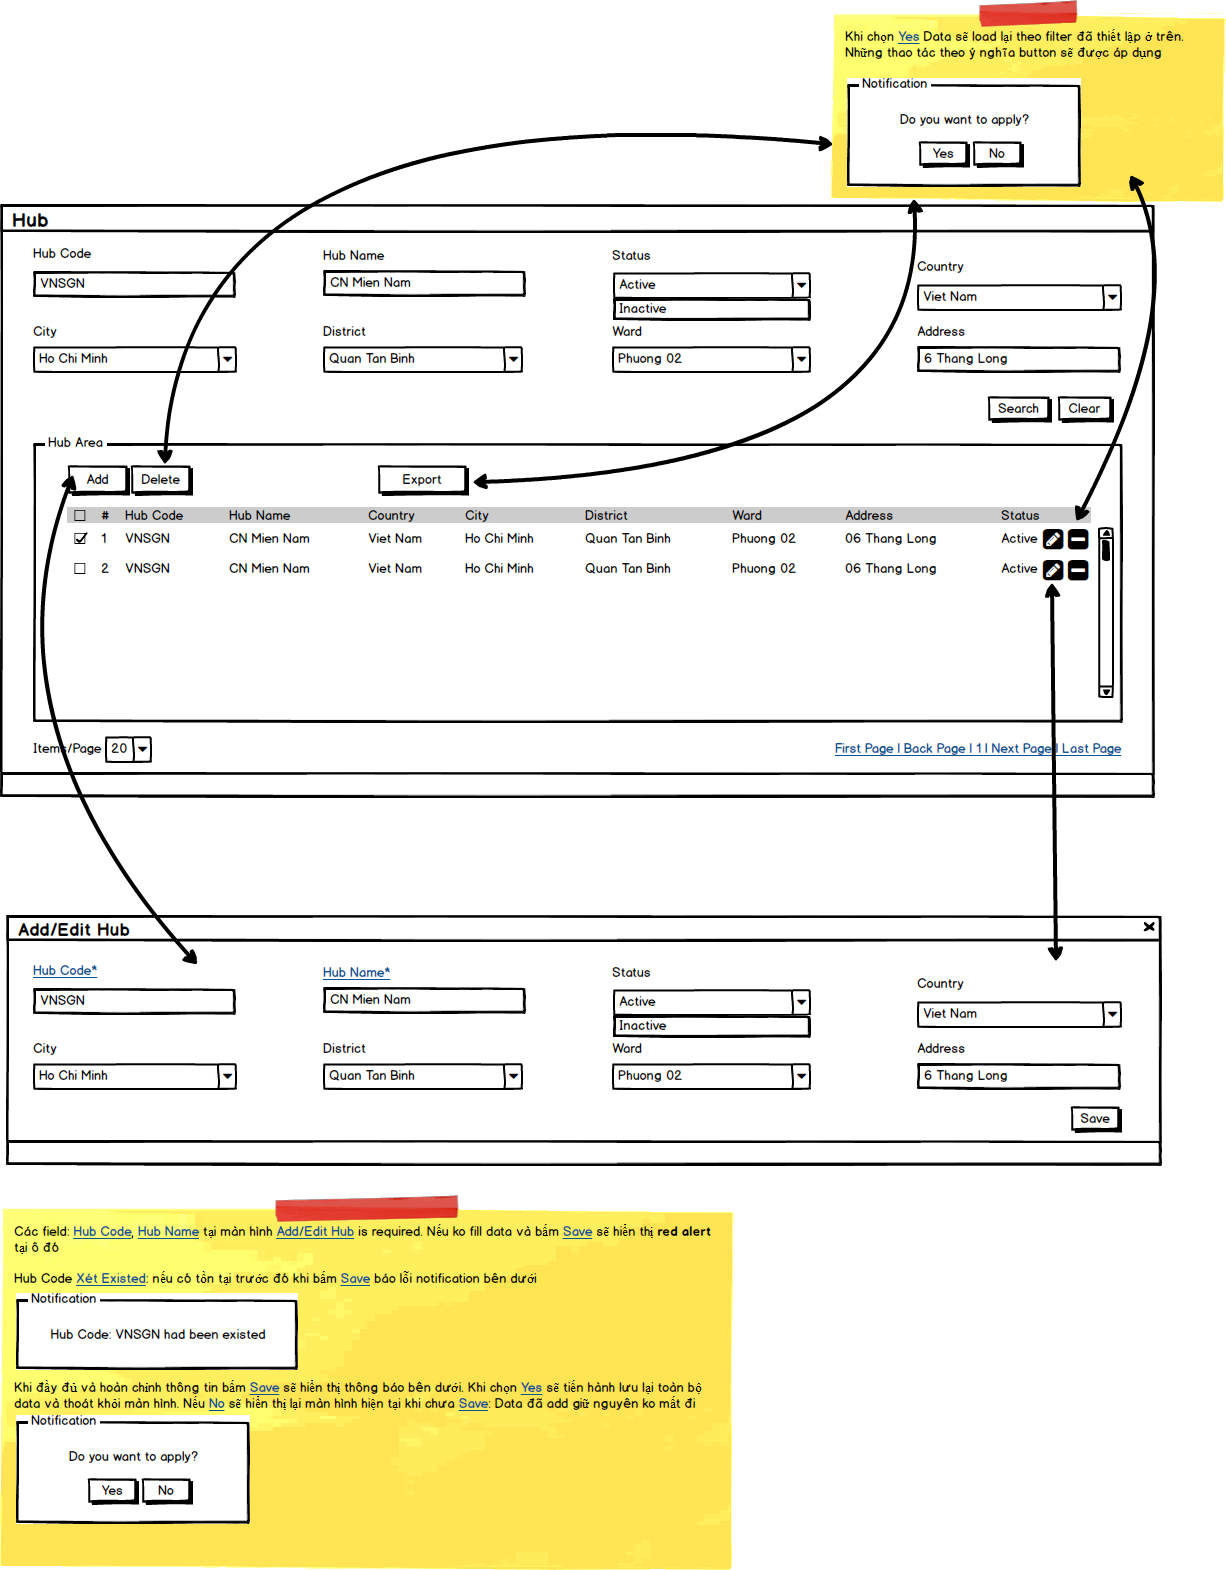 Khi chọn Yes Data sẽ load lại theo filter đã thiết lập ở trên.
Những thao tác theo ý nghĩa button sẽ được áp dụng
Notification
Do you want to apply?
Yes No
Hub
Hub Code Hub Name Status Country
VNSGN CN Mien Nam Active Viet Nam
Inactive
City District Ward Address
Ho Chi Minh Quan Tan Binh Phuong 02 6 Thang Long
Search Clear
Hub Area
Add Delete Export
# Hub Code Hub Name Country City District Ward Address Status
1 VNSGN CN Mien Nam Viet Nam Ho Chi Minh Quan Tan Binh Phuong 02 06 Thang Long Active
2 VNSGN CN Mien Nam Viet Nam Ho Chi Minh Quan Tan Binh Phuong 02 06 Thang Long Active
Items/Page 20 First Page | Back Page | 1 | Next Page | Last Page
Add/Edit Hub
Hub Code* Hub Name* Status Country
VNSGN CN Mien Nam Active Viet Nam
Inactive
City District Ward Address
Ho Chi Minh Quan Tan Binh Phuong 02 6 Thang Long
Save
Các field: Hub Code, Hub Name tại màn hình Add/Edit Hub is required. Nếu ko fill data và bấm Save sẽ hiển thị red alert
tại ô đó
Hub Code Xét Existed: nếu có tồn tại trước đó khi bấm Save báo lỗi notification bên dưới
Notification
Hub Code: VNSGN had been existed
Khi đầy đủ và hoàn chỉnh thông tin bấm Save sẽ hiển thị thông báo bên dưới. Khi chọn Yes sẽ tiến hành lưu lại toàn bộ
data và thoát khỏi màn hình. Nếu No sẽ hiển thị lại màn hình hiện tại khi chưa Save: Data đã add giữ nguyên ko mất đi
Notification
Do you want to apply?
Yes No